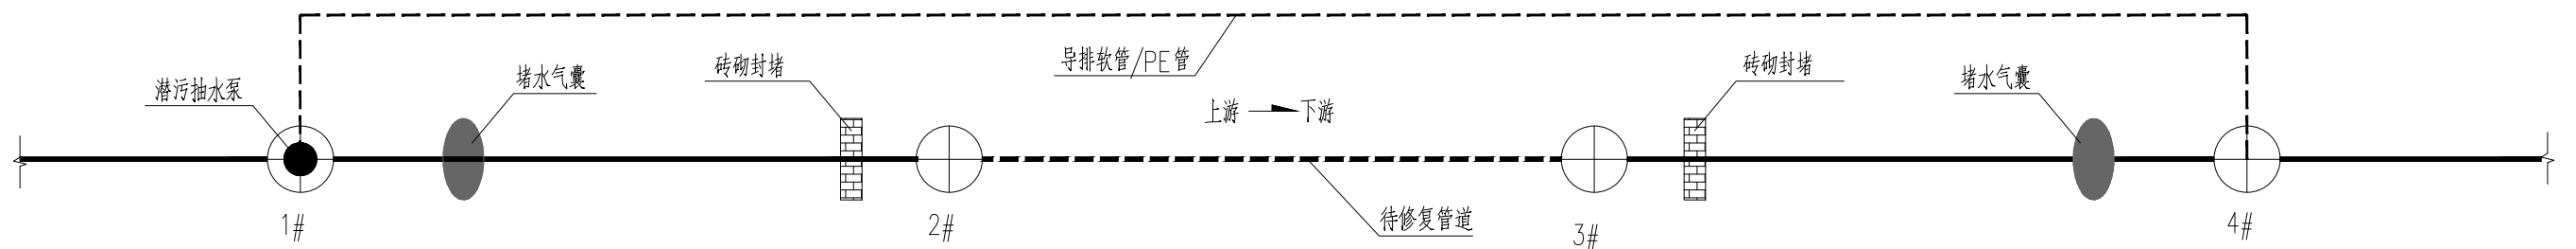 潜污抽水泵
堵水气囊
砖砌封堵
导排软管/PE管
上游
下游
砖砌封堵
堵水气囊
待修复管道
1#
2#
3#
4#